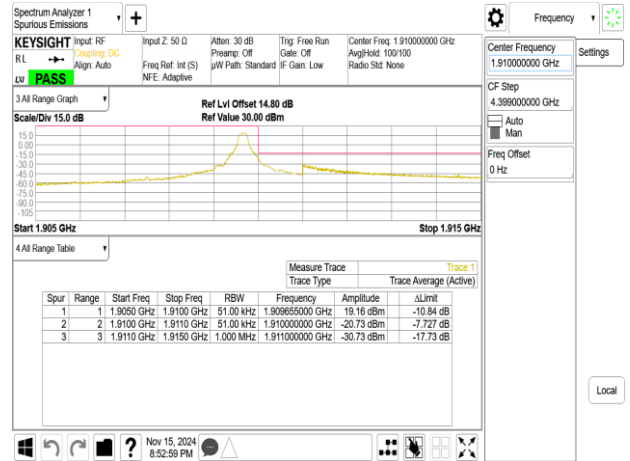 Spectrum Analyzer 1
Spurious Emissions
Frequency
KEYSIGHT Input: RF Input Z: 50 Ω Atten: 30 dB Trig: Free Run Center Freq: 1.910000000 GHz
RL Coupling: DC Preamp: Off Gate: Off Avg|Hold: 100/100
Align: Auto Freq Ref: Int (S) µW Path: Standard IF Gain: Low Radio Std: None
NFE: Adaptive
LXI PASS
Center Frequency
1.910000000 GHz
Settings
CF Step
4.399000000 GHz
Auto
Man
Freq Offset
0 Hz
3 All Range Graph
Ref Lvl Offset 14.80 dB
Scale/Div 15.0 dB Ref Value 30.00 dBm
15.0
0.00
-15.0
-30.0
-45.0
-60.0
-75.0
-90.0
-105
Start 1.905 GHz Stop 1.915 GHz
4 All Range Table
Measure Trace Trace 1
Trace Type Trace Average (Active)
Spur Range Start Freq Stop Freq RBW Frequency Amplitude ΔLimit
1 1 1.9050 GHz 1.9100 GHz 51.00 kHz 1.909655000 GHz 19.16 dBm -10.84 dB
2 2 1.9100 GHz 1.9110 GHz 51.00 kHz 1.910000000 GHz -20.73 dBm -7.727 dB
3 3 1.9110 GHz 1.9150 GHz 1.000 MHz 1.911000000 GHz -30.73 dBm -17.73 dB
Local
? Nov 15, 2024
8:52:59 PM